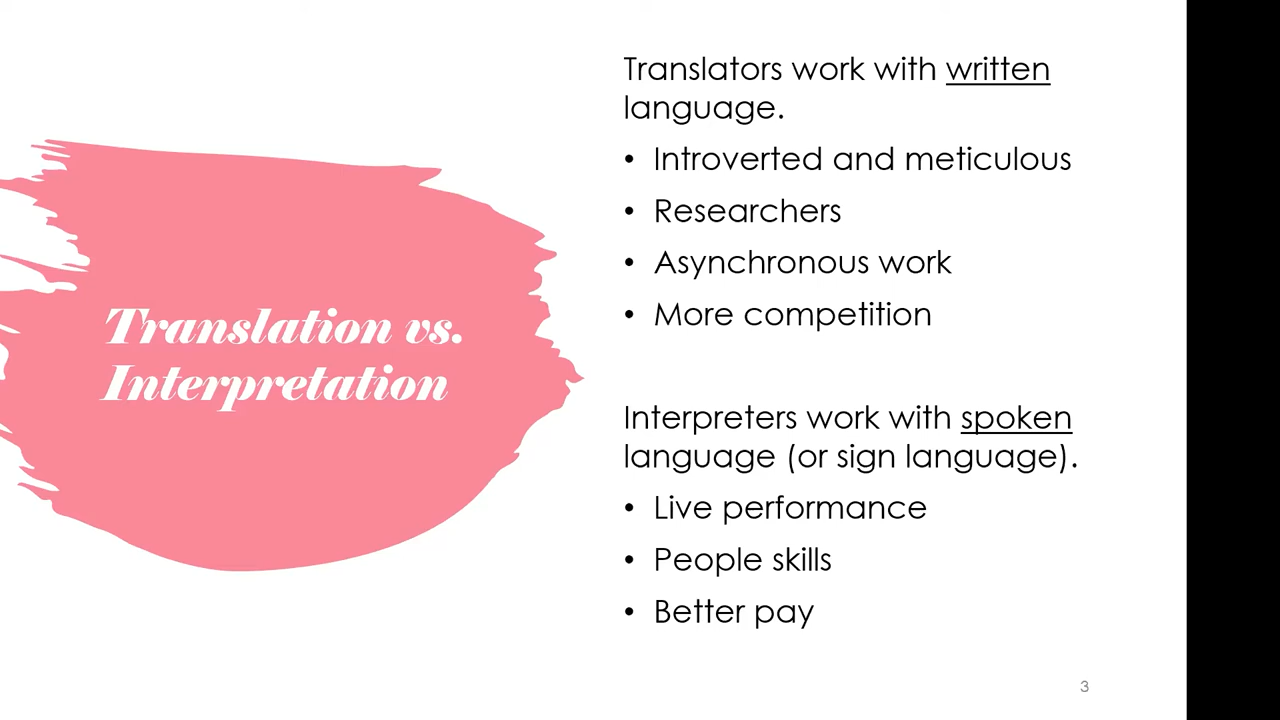 Translation vs.
Interpretation
Translators work with written
language.
• Introverted and meticulous
• Researchers
• Asynchronous work
• More competition
Interpreters work with spoken
language (or sign language).
• Live performance
• People skills
• Better pay
3